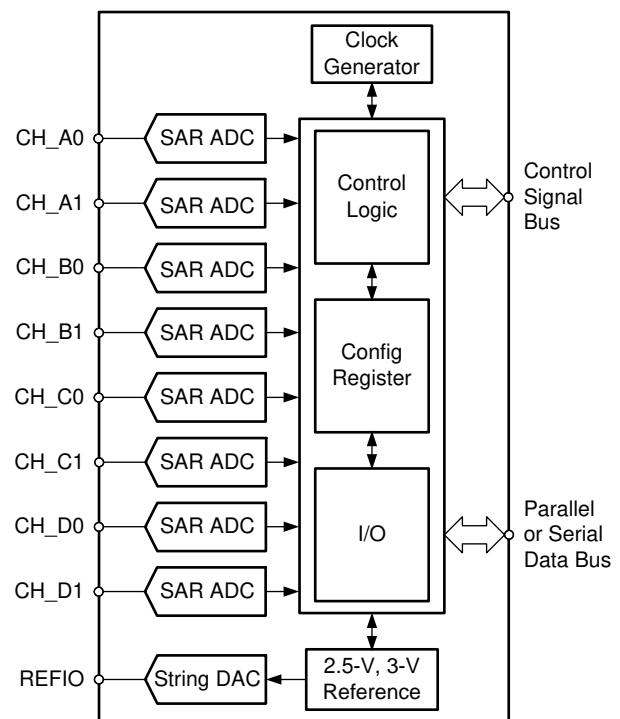 Clock
Generator
CH_A0
SAR ADC
CH_A1
SAR ADC
CH_B0
SAR ADC
CH_B1
SAR ADC
CH_C0
SAR ADC
CH_C1
SAR ADC
CH_D0
SAR ADC
CH_D1
SAR ADC
REFIO
String DAC
Control
Logic
Config
Register
I/O
2.5-V, 3-V
Reference
Control
Signal
Bus
Parallel
or Serial
Data Bus